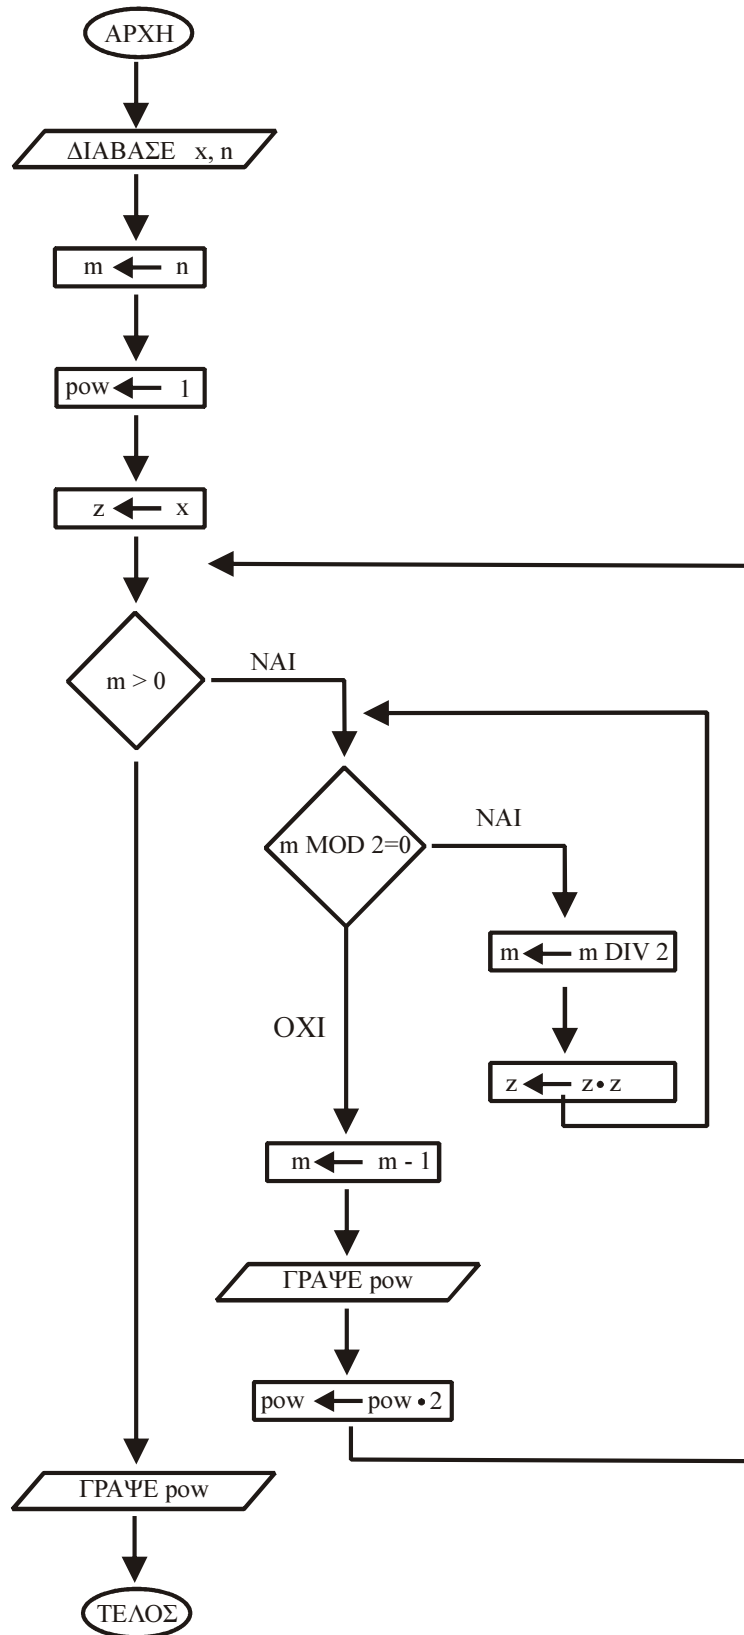 ΑΡΧΗ
ΔΙΑΒΑΣΕ x, n
m ← n
pow ← 1
z ← x
m > 0
ΝΑΙ
m MOD 2=0
ΝΑΙ
m ← m DIV 2
z ← z • z
ΟΧΙ
m ← m - 1
ΓΡΑΨΕ pow
pow ← pow • 2
ΓΡΑΨΕ pow
ΤΕΛΟΣ